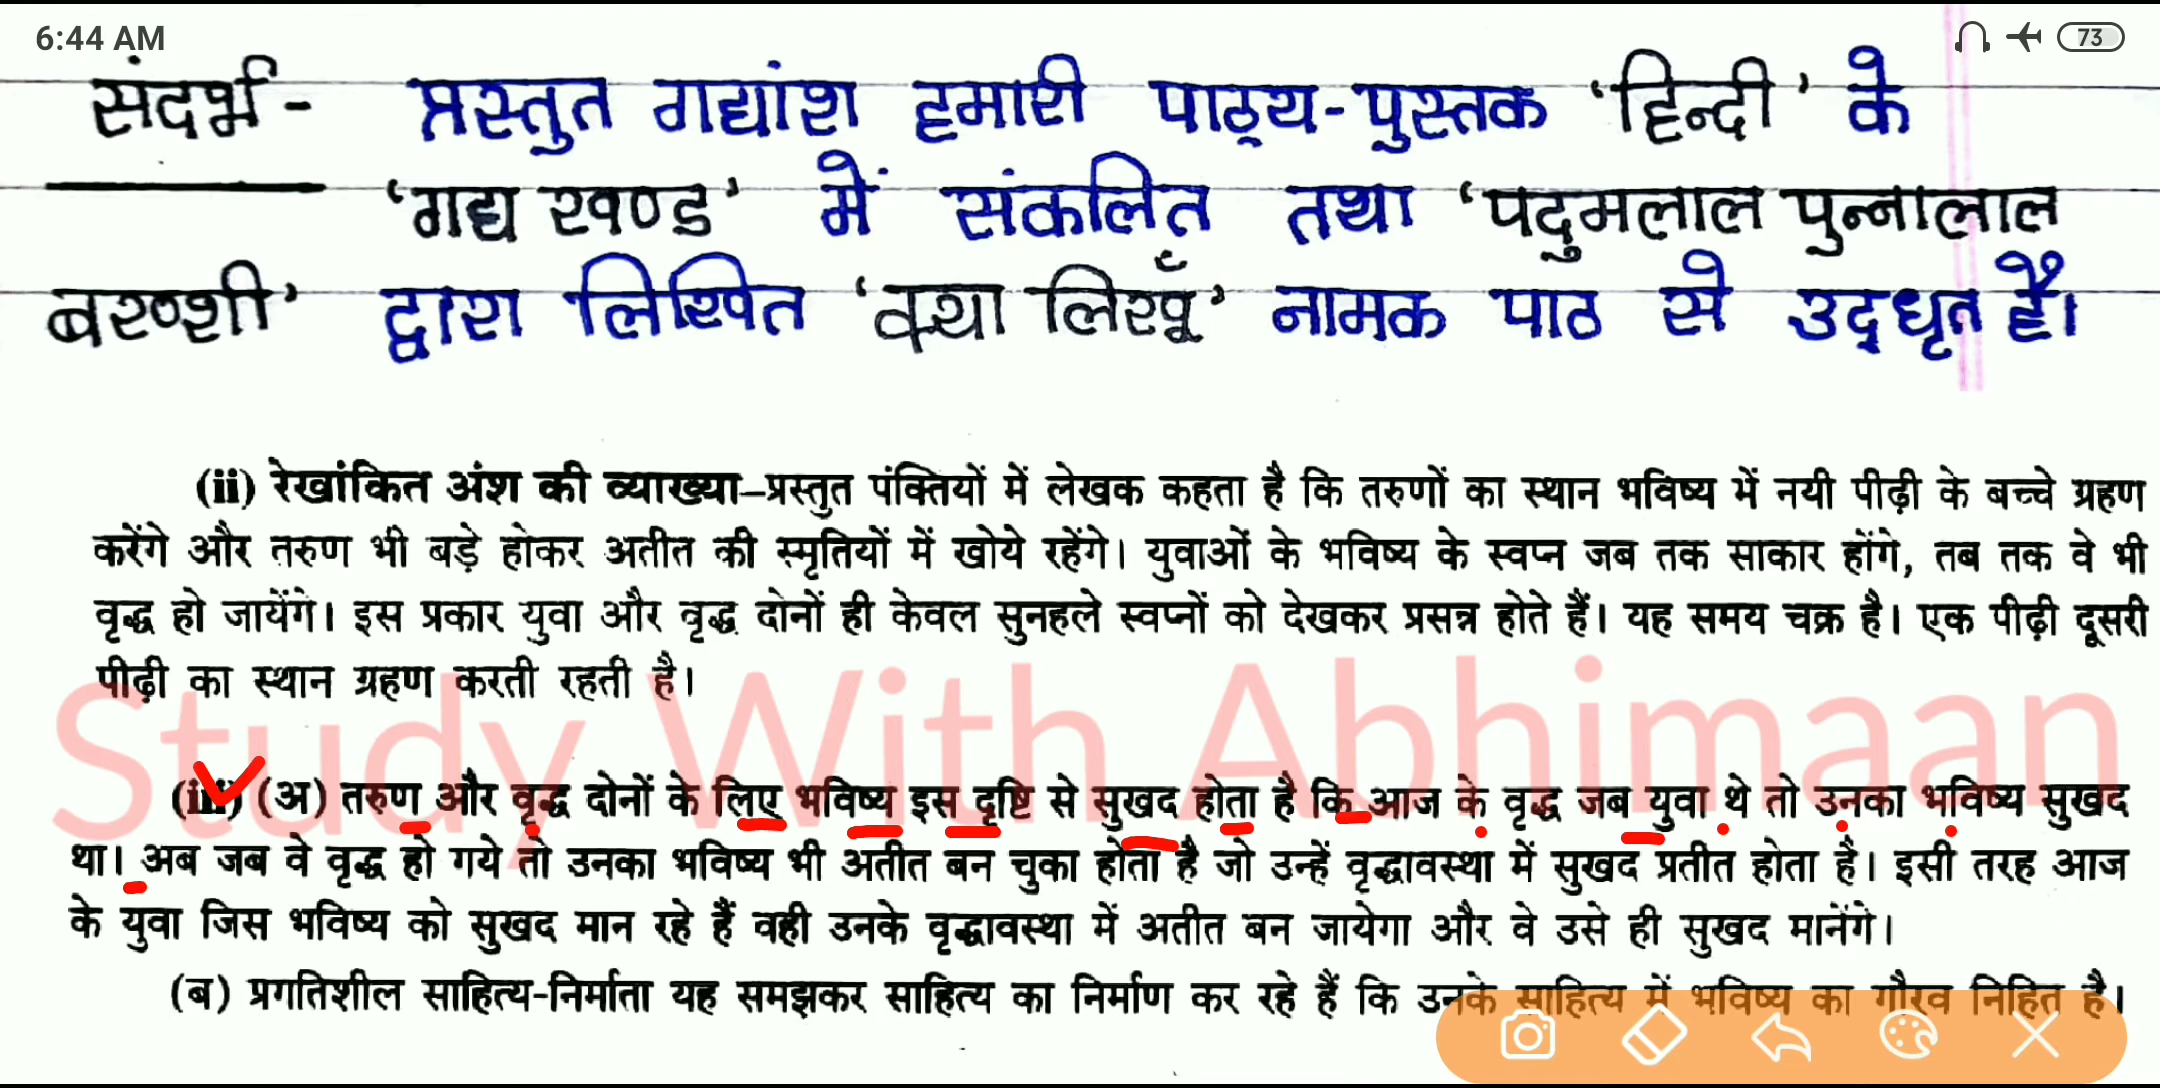 6:44 AM 73
संदर्भ - प्रस्तुत गद्यांश हमारी पाठ्य-पुस्तक 'हिन्दी' के
'गद्य खण्ड' में संकलित तथा 'पदुमलाल पुन्नालाल
बख्शी' द्वारा लिखित 'क्या लिखूँ' नामक पाठ से उद्धृत है।
(ii) रेखांकित अंश की व्याख्या–प्रस्तुत पंक्तियों में लेखक कहता है कि तरुणों का स्थान भविष्य में नयी पीढ़ी के बच्चे ग्रहण
करेंगे और तरुण भी बड़े होकर अतीत की स्मृतियों में खोये रहेंगे। युवाओं के भविष्य के स्वप्न जब तक साकार होंगे, तब तक वे भी
वृद्ध हो जायेंगे। इस प्रकार युवा और वृद्ध दोनों ही केवल सुनहले स्वप्नों को देखकर प्रसन्न होते हैं। यह समय चक्र है। एक पीढ़ी दूसरी
पीढ़ी का स्थान ग्रहण करती रहती है।
Study With Abhimaan
(iii) (अ) तरुण और वृद्ध दोनों के लिए भविष्य इस दृष्टि से सुखद होता है कि आज के वृद्ध जब युवा थे तो उनका भविष्य सुखद
था। अब जब वे वृद्ध हो गये तो उनका भविष्य भी अतीत बन चुका होता है जो उन्हें वृद्धावस्था में सुखद प्रतीत होता है। इसी तरह आज
के युवा जिस भविष्य को सुखद मान रहे हैं वही उनके वृद्धावस्था में अतीत बन जायेगा और वे उसे ही सुखद मानेंगे।
(ब) प्रगतिशील साहित्य-निर्माता यह समझकर साहित्य का निर्माण कर रहे हैं कि उनके साहित्य में भविष्य का गौरव निहित है।